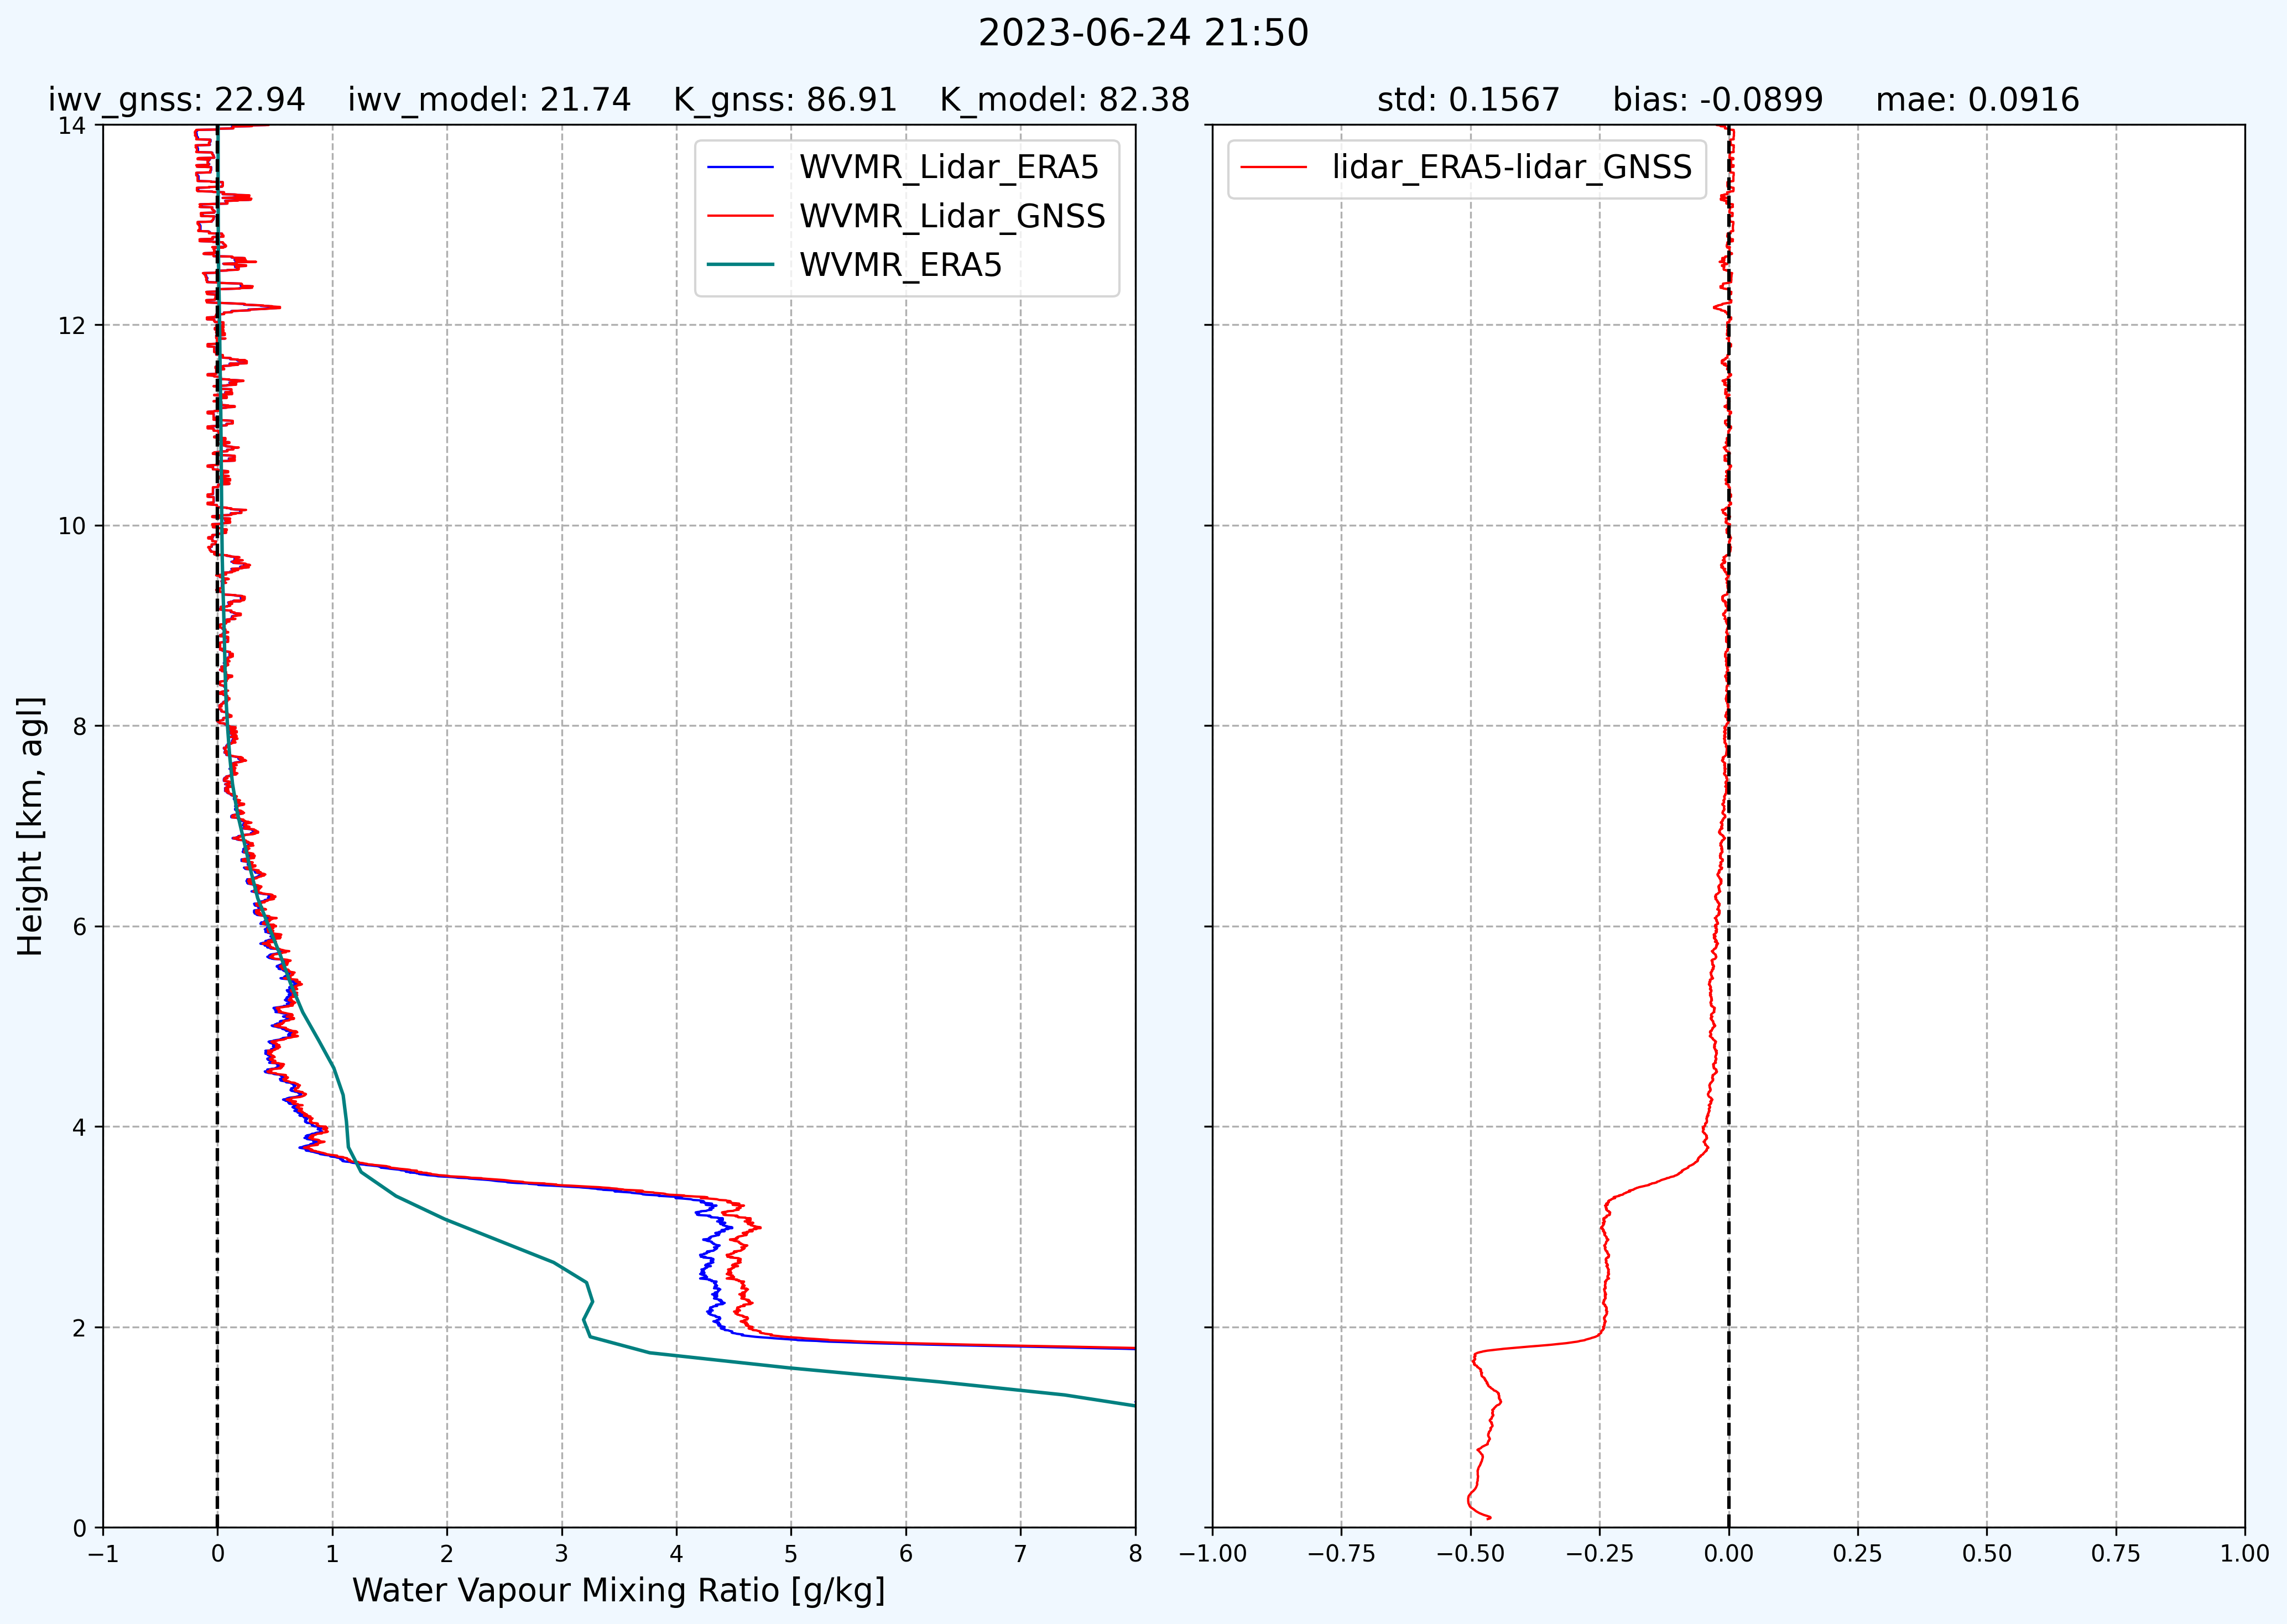 2023-06-24 21:50
iwv_gnss: 22.94 iwv_model: 21.74 K_gnss: 86.91 K_model: 82.38
std: 0.1567 bias: -0.0899 mae: 0.0916
WVMR_Lidar_ERA5
WVMR_Lidar_GNSS
WVMR_ERA5
lidar_ERA5-lidar_GNSS
14
12
10
8
6
4
2
0
Height [km, agl]
−1 0 1 2 3 4 5 6 7 8
Water Vapour Mixing Ratio [g/kg]
−1.00 −0.75 −0.50 −0.25 0.00 0.25 0.50 0.75 1.00